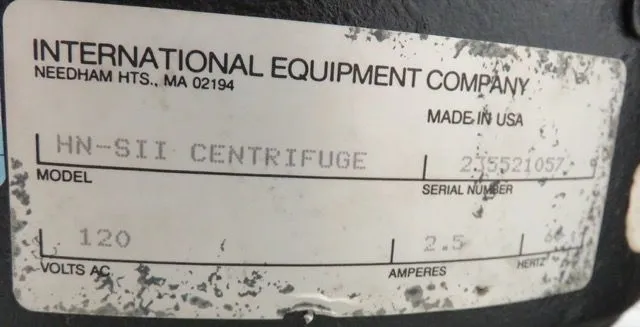 INTERNATIONAL EQUIPMENT COMPANY
NEEDHAM HTS., MA 02194
MADE IN USA
HN-SII CENTRIFUGE
MODEL
SERIAL NUMBER
120 2.5
VOLTS AC AMPERES HERTZ